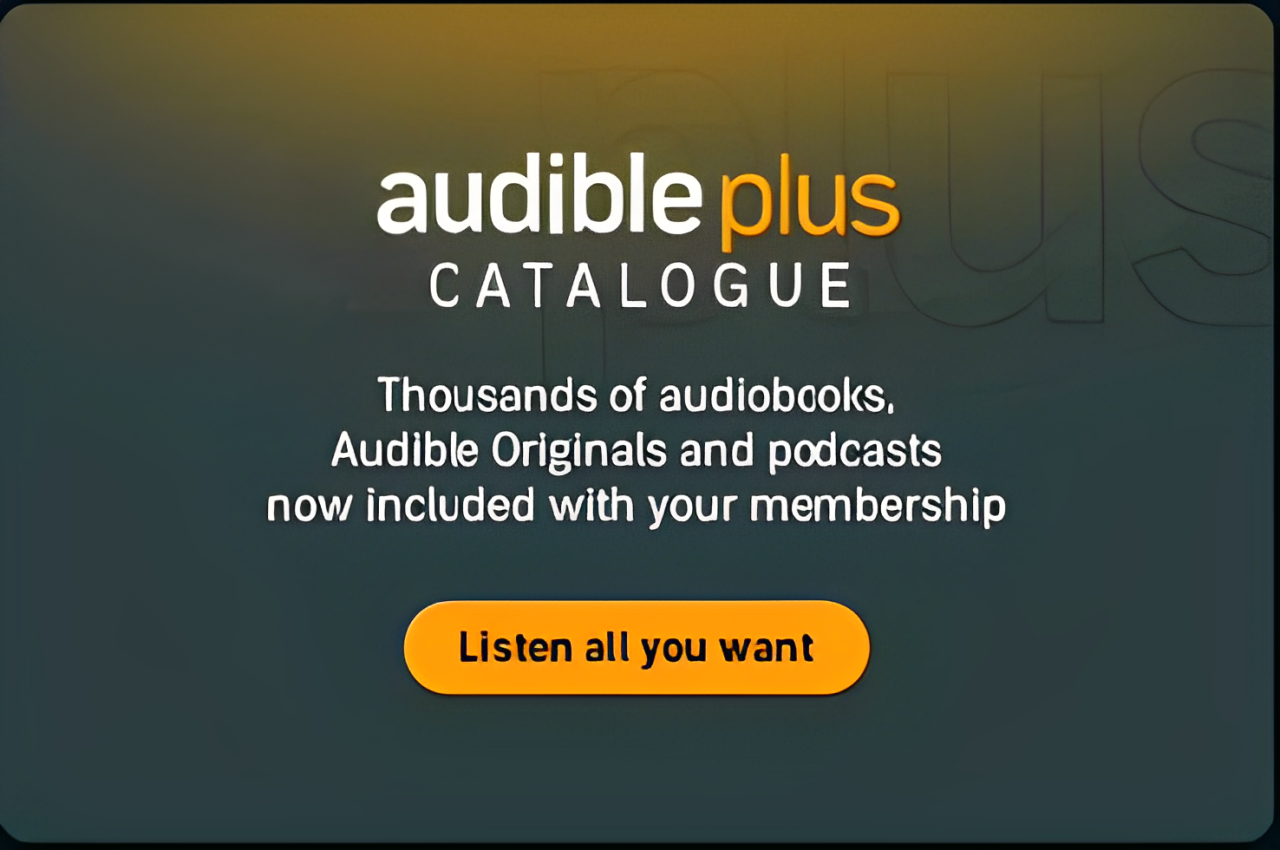 audible plus
CATALOGUE
Thousands of audiobooks,
Audible Originals and podcasts
now included with your membership
Listen all you want
plus